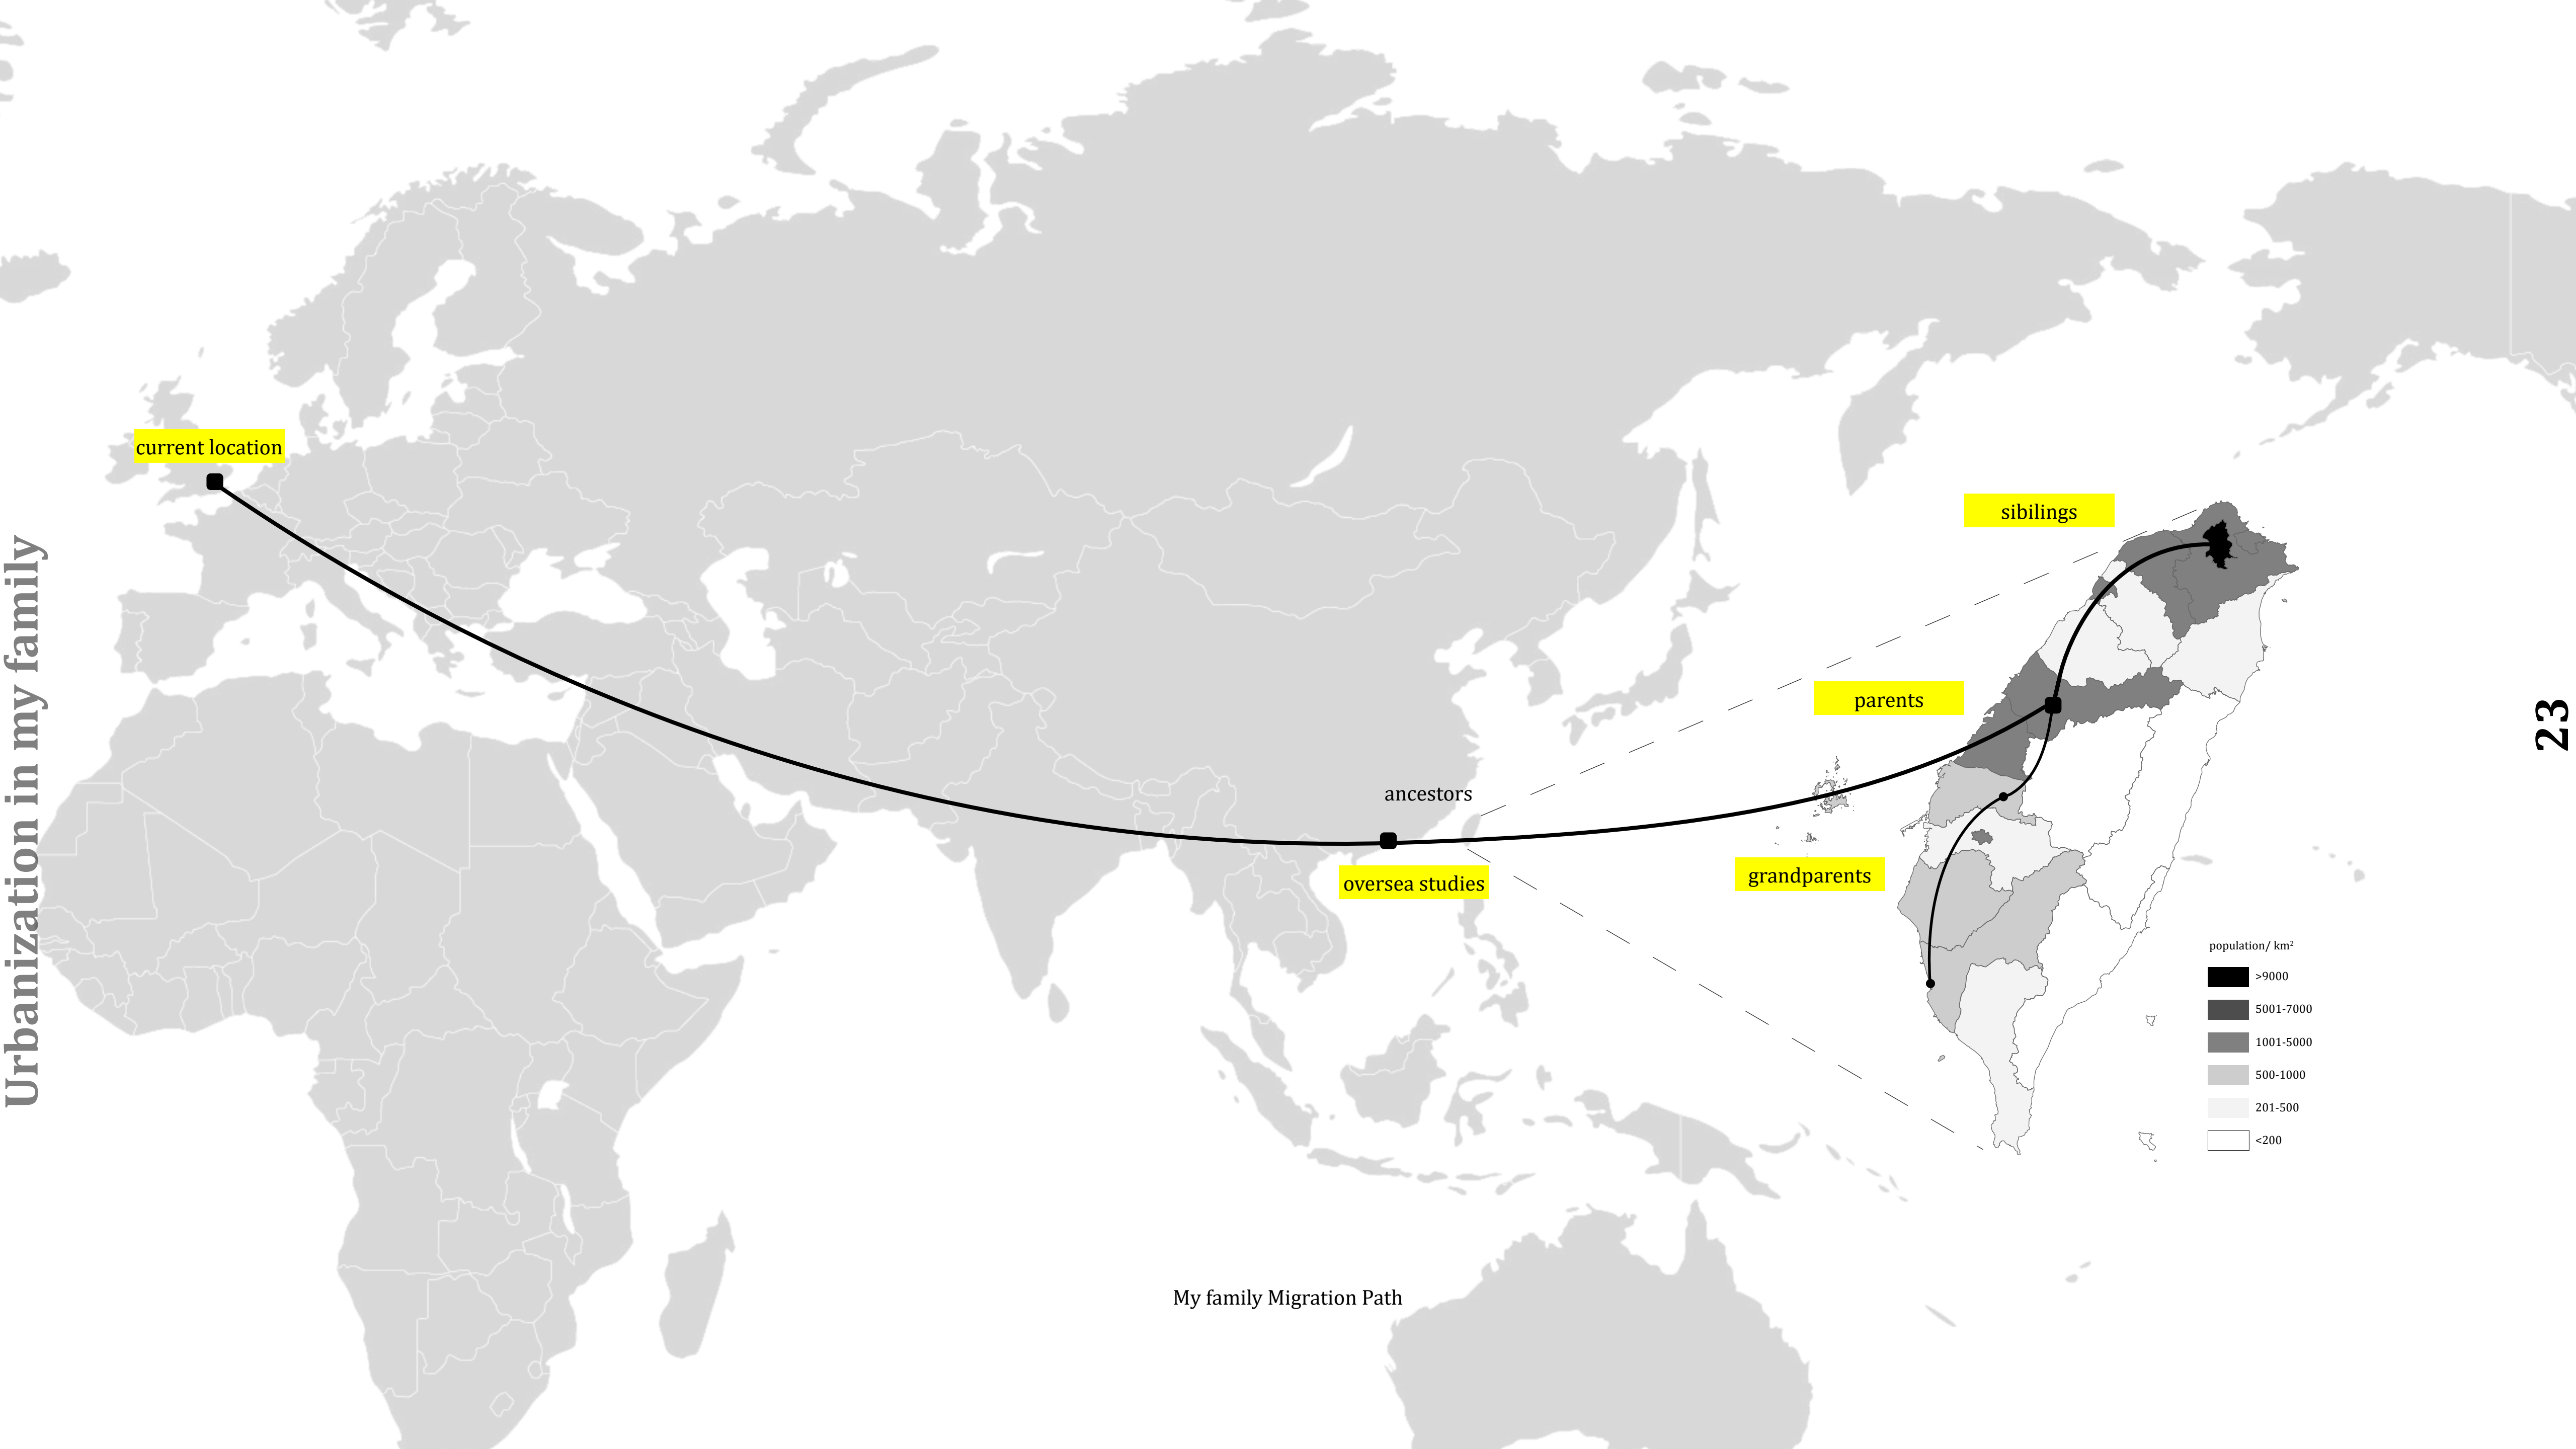 Urbanization in my family
current location
sibilings
parents
ancestors
oversea studies
grandparents
population/ km²
>9000
5001-7000
1001-5000
500-1000
201-500
<200
My family Migration Path
23